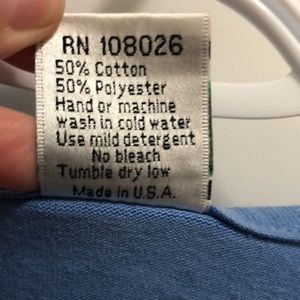 RN 108026
50% Cotton
50% Polyester
Hand or machine
wash in cold water
Use mild detergent
No bleach
Tumble dry low
Made in U.S.A.